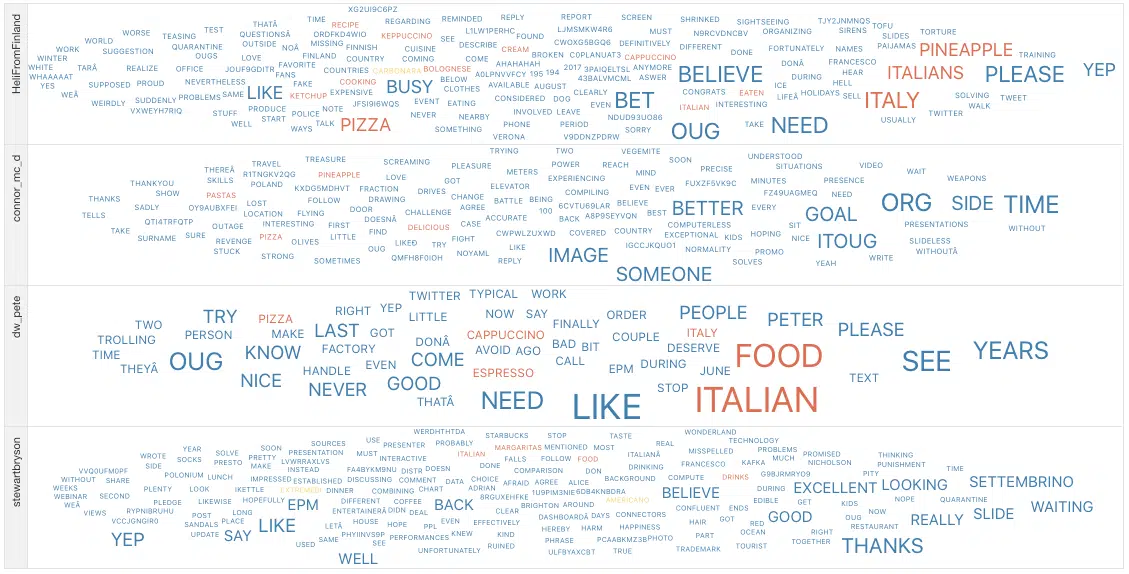 HeliFromFinland
XG2UI9C6PZ
THATÂ TIME RECIPE REGARDING REMINDED REPLY REPORT SCREEN SHRINKED SIGHTSEEING TJY2JNMNQS TOFU
WORSE TEASING TEST QUESTIONSÂ ORDFKD4WIO KEPPUCCINO L1LW1PERHC FOUND LJMSMKW4R6 MUST N9RCVDNCBV ORGANIZING SIRENS SLIDES TORTURE
WORLD QUARANTINE OUTSIDE NOÂ MISSING FINNISH CUISINE SEE DESCRIBE CREAM CWOXG5BGQ6 DEFINITIVELY DIFFERENT DONE FORTUNATELY NAMES PAIJAMAS PINEAPPLE TRAINING
WORK SUGGESTION OUGS LOVE FINLAND COUNTRY COMING COME BROKEN C0PLANUAT3 CAPPUCCINO
WINTER TARÂ REALIZE OFFICE JOUF9GDITR FAVORITE COUNTRIES CARBONARA BOLOGNESE AHAHAHAH 2017 3PAIQELTSL ANYMORE BELIEVE DONÂ FRANCESCO HEAR ITALIANS PLEASE YEP
WHITE FANS A0LPNVVFCY 195 194 43BALVMCML ASWER DURING HELL
WHAAAAAT YES SUPPOSED PROUD NEVERTHELESS FAKE COOKING BELOW CLOTHES AVAILABLE AUGUST CLEARLY CONGRATS EATEN ICE LIFEÂ HOLIDAYS SELL ITALY SOLVING TWEET
WEÂ WEIRDLY SUDDENLY PROBLEMS SAME LIKE KETCHUP EXPENSIVE BUSY CONSIDERED DOG EVEN BET ITALIAN INTERESTING WALK
VXWEYH7RIQ STUFF PRODUCE POLICE NOTE JFSI9I6WQS EVENT EATING INVOLVED LEAVE NDUD93UO86 TWITTER
WELL START WAYS TALK PIZZA NEVER NEARBY SOMETHING PHONE PERIOD SORRY OUG TAKE NEED USUALLY
VERONA V9DDNZPDRW
connor_mc_d
TRYING TWO VEGEMITE SOON UNDERSTOOD
THEREÂ TRAVEL TREASURE SCREAMING PLEASURE METERS POWER REACH MIND PRECISE SITUATIONS VIDEO WAIT
THANKYOU SKILLS R1TNGKV2QG PINEAPPLE LOVE GOT ELEVATOR EXPERIENCING EVEN EVER FUXZF5VK9C MINUTES PRESENCE WEAPONS
THANKS SHOW PASTAS POLAND KXDG5MDHVT FRACTION DRIVES CHANGE BATTLE BEING COMPILING FZ49UAGMEQ NEED
SADLY OY9AUBXFEI LOST FOLLOW DRAWING AGREE 100 6CVTU69LAR BELIEVE BETTER EVERY GOAL ORG SIDE TIME
TELLS QTI4TRFQTP LOCATION FLYING DOOR CHALLENGE ACCURATE BACK A8P9SEYVQN BEST
TAKE OUTAGE INTERESTING FIRST DOESNÂ DELICIOUS CASE COMPUTERLESS SIT PRESENTATIONS WITHOUT
SURNAME SURE REVENGE PIZZA OLIVES LITTLE FIND FIGHT CWPWLZUXWD COVERED COUNTRY EXCEPTIONAL KIDS HOPING NICE ITOUG SLIDELESS
STUCK STRONG OUG LIKEÐ TRY NOYAML LIKE IMAGE IGCCJKQUO1 NORMALITY PROMO WRITE WITHOUTÂ
SOMETIMES QMFH8F0IOH REPLY SOMEONE SOLVES YEAH
dw_pete
TWITTER TYPICAL WORK
TRY PIZZA RIGHT YEP LITTLE NOW SAY ORDER PEOPLE PETER
TWO PERSON MAKE LAST GOT FINALLY COUPLE ITALY PLEASE
TROLLING DONÂ CAPPUCCINO BAD BIT DESERVE
TIME OUG KNOW FACTORY COME AVOID AGO CALL FOOD SEE YEARS
THEYÂ HANDLE EVEN ESPRESSO EPM DURING JUNE TEXT
NICE NEVER GOOD STOP
THATÂ NEED LIKE ITALIAN
stewartbryson
WERDHTHTDA STARBUCKS STOP TASTE WONDERLAND
YEAR SOON SOURCES USE PRESENTER PROBABLY MARGARITAS MENTIONED MOST REAL TECHNOLOGY
WROTE SOLVE PRETTY PRESENTATION MUST ITALIAN ITALIANÂ MISSPELLED PROBLEMS PROMISED THINKING
SIDE SOCKS PRESTO MAKE LVWRRAXLVS INTERACTIVE DONE FALLS FOLLOW FOOD DRINKING FRANCESCO KAFKA MUCH NICHOLSON PUNISHMENT TIME
VVQ0UFM0PF POLONIUM LUNCH INSTEAD FA4BYKM9NU DISTR DOESN COMPARISON DON PITY
WITHOUT SHARE IMPRESSED ESTABLISHED DISCUSSING COMMENT DATA CHOICE AFRAID AGREE ALICE BACKGROUND COMPUTE DRINKS G9BJRMRYO9 SETTEMBRINO
WEEKS PLENTY LOOK IKETTLE EXTREMEDI DINNER COMBINING CHART ADRIAN 1U9PIM3NIE 6DB4KNBDRA BELIEVE DURING EXCELLENT LOOKING
WEBINAR SECOND PLEDGE LIKEWISE HOPEFULLY EPM DIFFERENT COFFEE BACK 8RGUXEHFKE BRIGHTON AROUND AMERICANO CONFLUENT ENDS EDIBLE GET NOPE QUARANTINE WAITING
WEÂ RYPNIBRUHU ENTERTAINERÂ DIDN DEAL CLEAR DASHBOARDÂ DAYS CONNECTORS KIDS
VIEWS VCCJGNGIR0 POST LONG LETÂ HOUSE HOPE PPL EVEN EFFECTIVELY HEREBY HARM HAPPINESS HAIR GOT RED GOOD OUG NOW REALLY SLIDE
SANDALS PLACE LIKE PHYIINVS9P PERFORMANCES KNEW KIND PHRASE PCAABKMZ3B PHOTO PART OCEAN RIGHT RESTAURANT
YEP UPDATE SAY USED SAME SEE UNFORTUNATELY RUINED ULFBYAXCBT TRUE TRADEMARK TOURIST TOGETHER THANKS
WELL